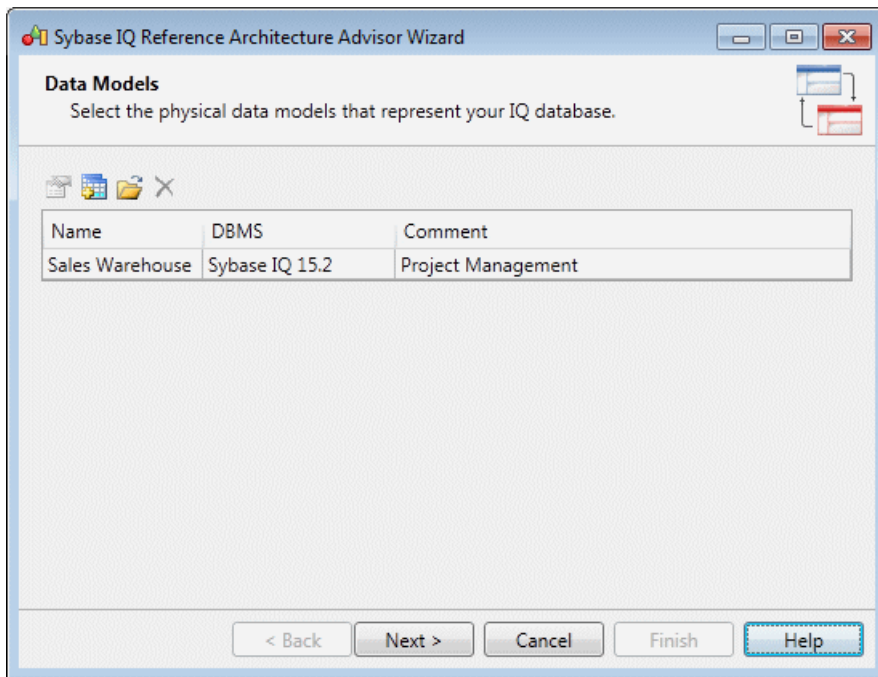 Sybase IQ Reference Architecture Advisor Wizard
Data Models
Select the physical data models that represent your IQ database.
Name DBMS Comment
Sales Warehouse Sybase IQ 15.2 Project Management
< Back Next > Cancel Finish Help